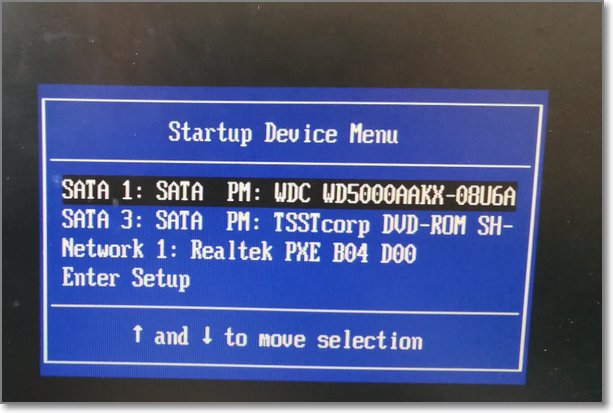 Startup Device Menu
SATA 1: SATA  PM: WDC WD5000AAKX-08U6A
SATA 3: SATA  PM: TSSTcorp DVD-ROM SH-
Network 1: Realtek PXE B04 D00
Enter Setup
↑ and ↓ to move selection